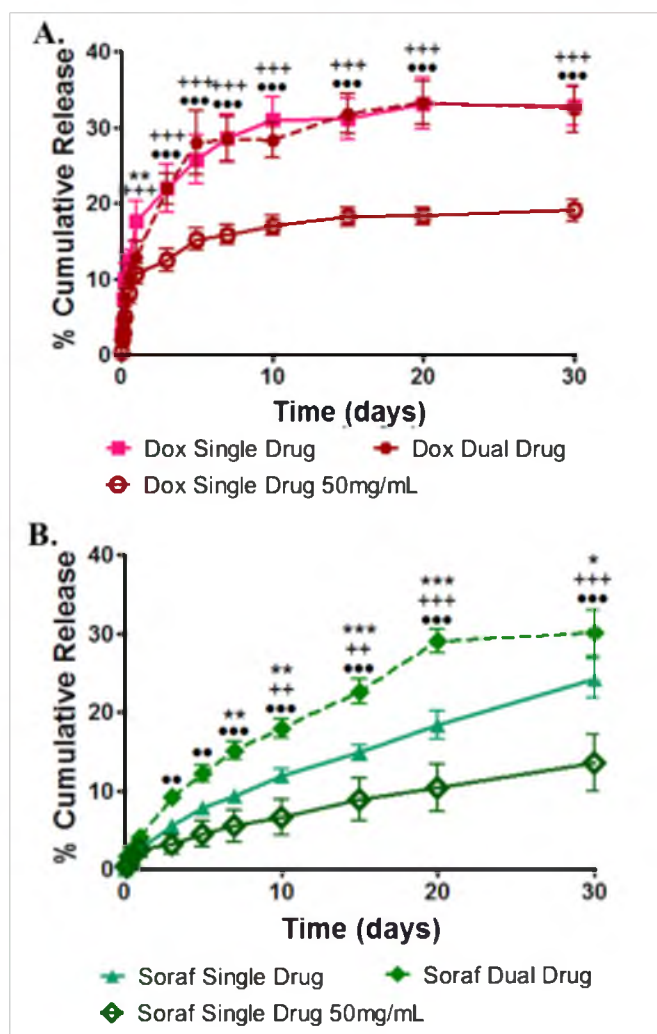 A.
% Cumulative Release
40
30
20
10
0
+++ +++ +++ +++ +++ +++ +++
••• ••• ••• ••• ••• ••• •••
**
+++
0 10 20 30
Time (days)
Dox Single Drug Dox Dual Drug
Dox Single Drug 50mg/mL
B.
% Cumulative Release
40
30
20
10
0
•• •• ** ** *** *** *
••• ++ ++ +++ +++
••• ••• ••• •••
0 10 20 30
Time (days)
Soraf Single Drug Soraf Dual Drug
Soraf Single Drug 50mg/mL